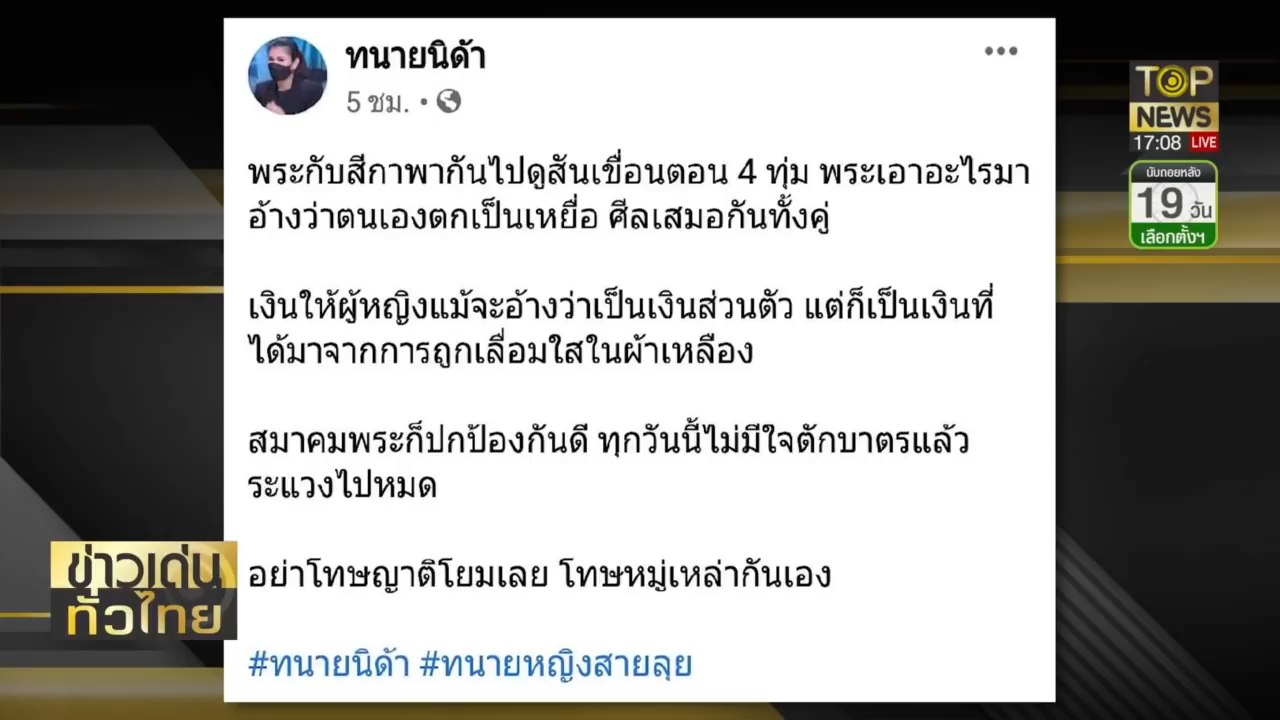 ทนายนิด้า
5 ชม.
พระกับสีกาพากันไปดูสันเขื่อนตอน 4 ทุ่ม พระเอาอะไรมา
อ้างว่าตนเองตกเป็นเหยื่อ ศีลเสมอกันทั้งคู่
เงินให้ผู้หญิงแม้จะอ้างว่าเป็นเงินส่วนตัว แต่ก็เป็นเงินที่
ได้มาจากการถูกเลื่อมใสในผ้าเหลือง
สมาคมพระก็ปกป้องกันดี ทุกวันนี้ไม่มีใจตักบาตรแล้ว
ระแวงไปหมด
อย่าโทษญาติโยมเลย โทษหมู่เหล่ากันเอง
#ทนายนิด้า #ทนายหญิงสายลุย
TOP
NEWS
17:08 LIVE
นับถอยหลัง
19 วัน
เลือกตั้งฯ
ข่าวเด่น
ทั่วไทย